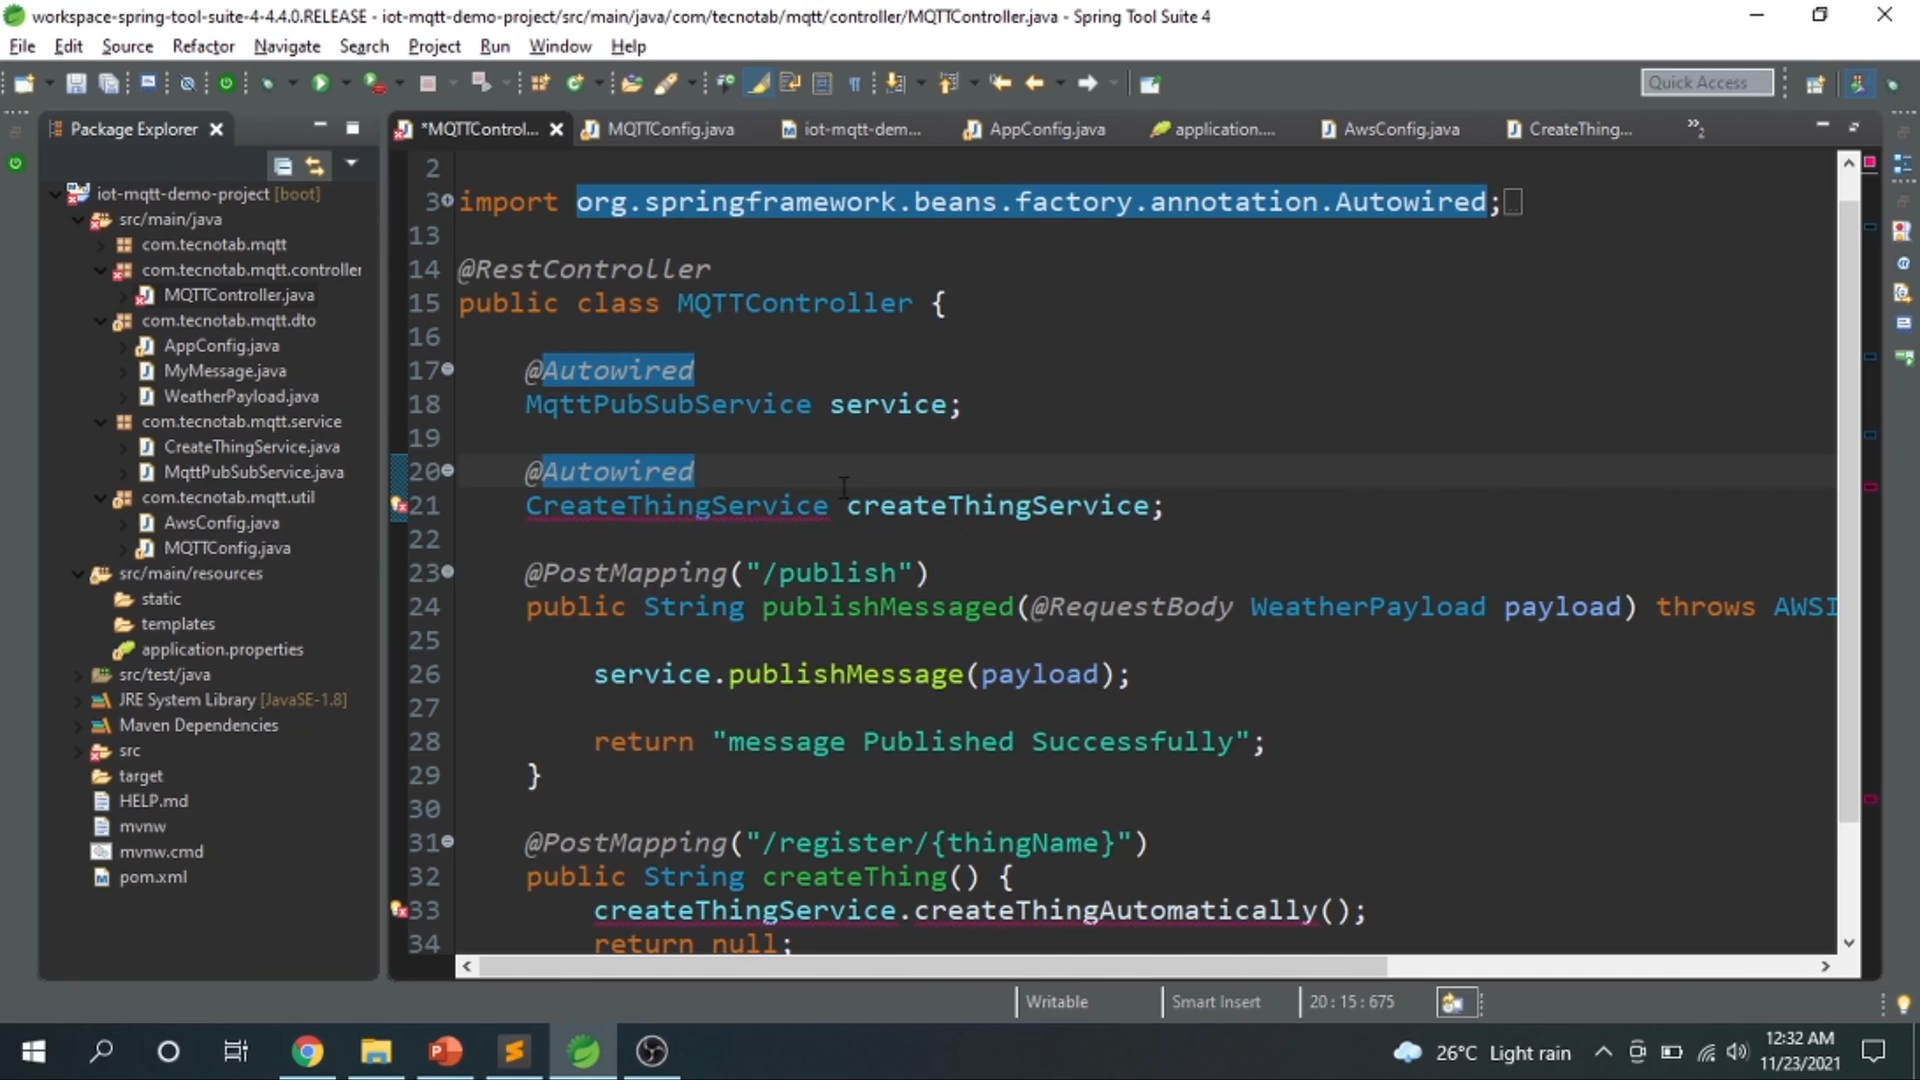 workspace-spring-tool-suite-4-4.4.0.RELEASE - iot-mqtt-demo-project/src/main/java/com/tecnotab/mqtt/controller/MQTTController.java - Spring Tool Suite 4
File Edit Source Refactor Navigate Search Project Run Window Help
Quick Access
Package Explorer
*MQTTControl... MQTTConfig.java iot-mqtt-dem... AppConfig.java application.... AwsConfig.java CreateThing... »2
iot-mqtt-demo-project [boot]
src/main/java
com.tecnotab.mqtt
com.tecnotab.mqtt.controller
MQTTController.java
com.tecnotab.mqtt.dto
AppConfig.java
MyMessage.java
WeatherPayload.java
com.tecnotab.mqtt.service
CreateThingService.java
MqttPubSubService.java
com.tecnotab.mqtt.util
AwsConfig.java
MQTTConfig.java
src/main/resources
static
templates
application.properties
src/test/java
JRE System Library [JavaSE-1.8]
Maven Dependencies
src
target
HELP.md
mvnw
mvnw.cmd
pom.xml
2
3 import org.springframework.beans.factory.annotation.Autowired;
13
14 @RestController
15 public class MQTTController {
16
17 @Autowired
18 MqttPubSubService service;
19
20 @Autowired
21 CreateThingService createThingService;
22
23 @PostMapping("/publish")
24 public String publishMessaged(@RequestBody WeatherPayload payload) throws AWSI
25
26 service.publishMessage(payload);
27
28 return "message Published Successfully";
29 }
30
31 @PostMapping("/register/{thingName}")
32 public String createThing() {
33 createThingService.createThingAutomatically();
34 return null;
Writable Smart Insert 20 : 15 : 675
26°C Light rain
12:32 AM
11/23/2021